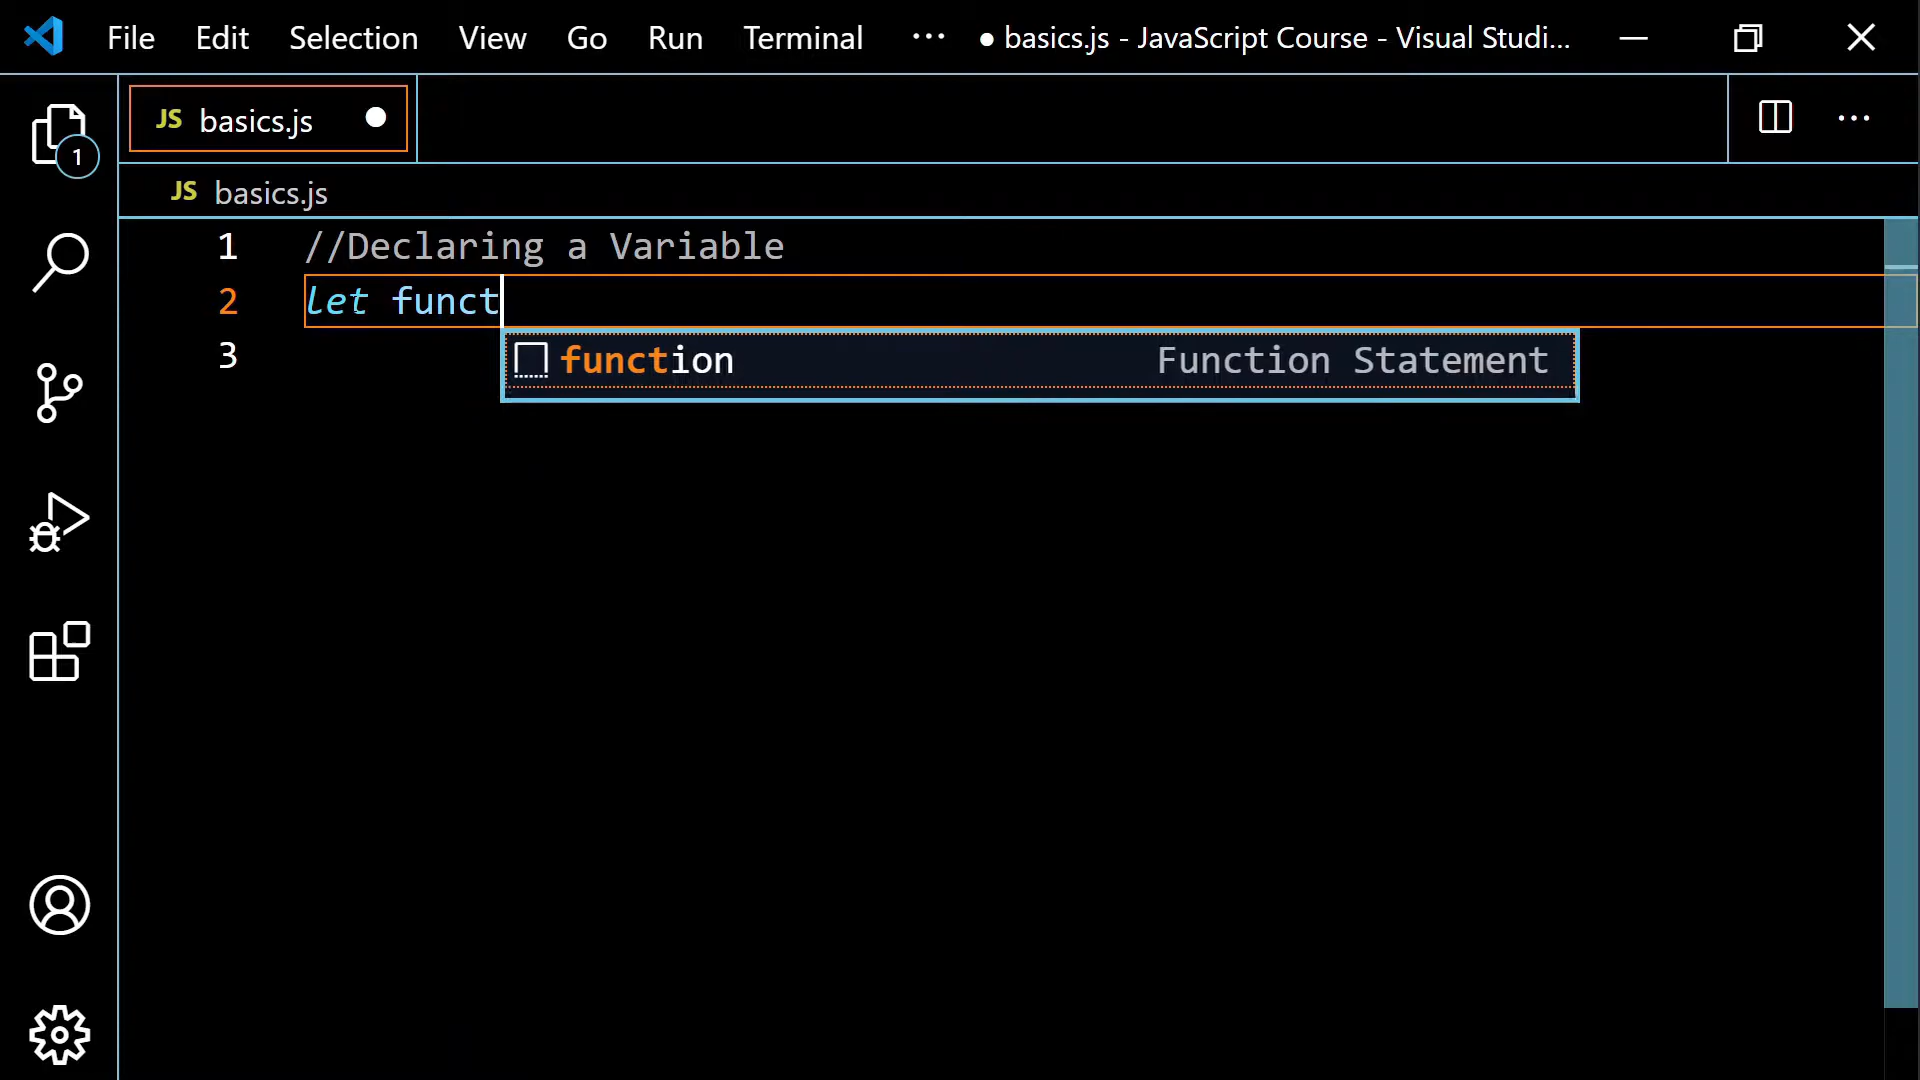 File Edit Selection View Go Run Terminal ··· ● basics.js - JavaScript Course - Visual Studi...
JS basics.js ●
1
JS basics.js
1 //Declaring a Variable
2 let funct
function Function Statement
3